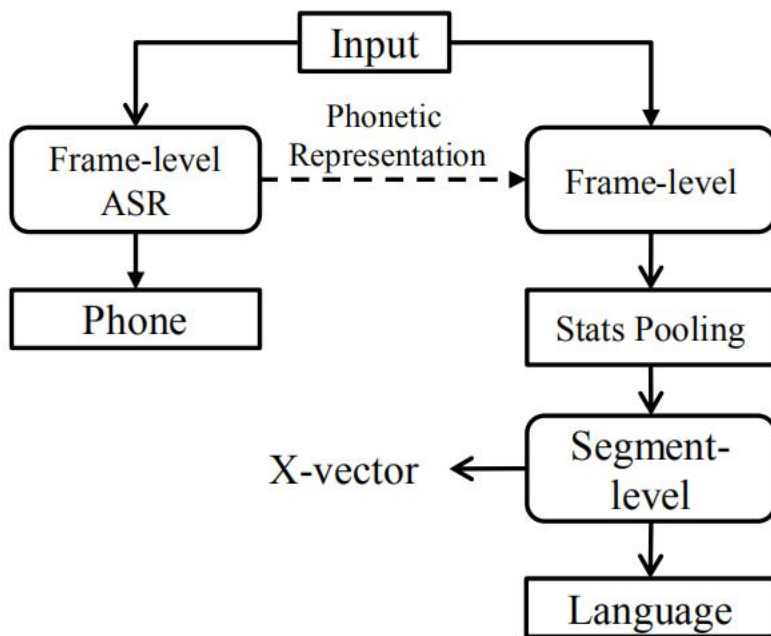 Input
Phonetic
Representation
Frame-level
ASR
Frame-level
Phone
Stats Pooling
X-vector
Segment-
level
Language